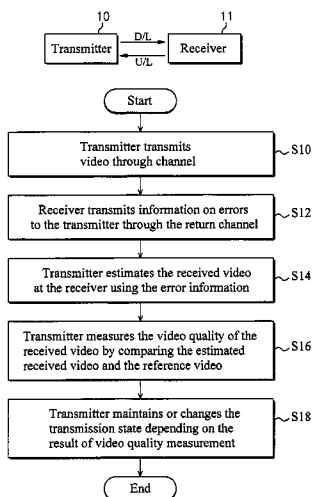 10
11
Transmitter
D/L
U/L
Receiver
Start
Transmitter transmits
video through channel
S10
Receiver transmits information on errors
to the transmitter through the return channel
S12
Transmitter estimates the received video
at the receiver using the error information
S14
Transmitter measures the video quality of the
received video by comparing the estimated
received video and the reference video
S16
Transmitter maintains or changes the
transmission state depending on the
result of video quality measurement
S18
End